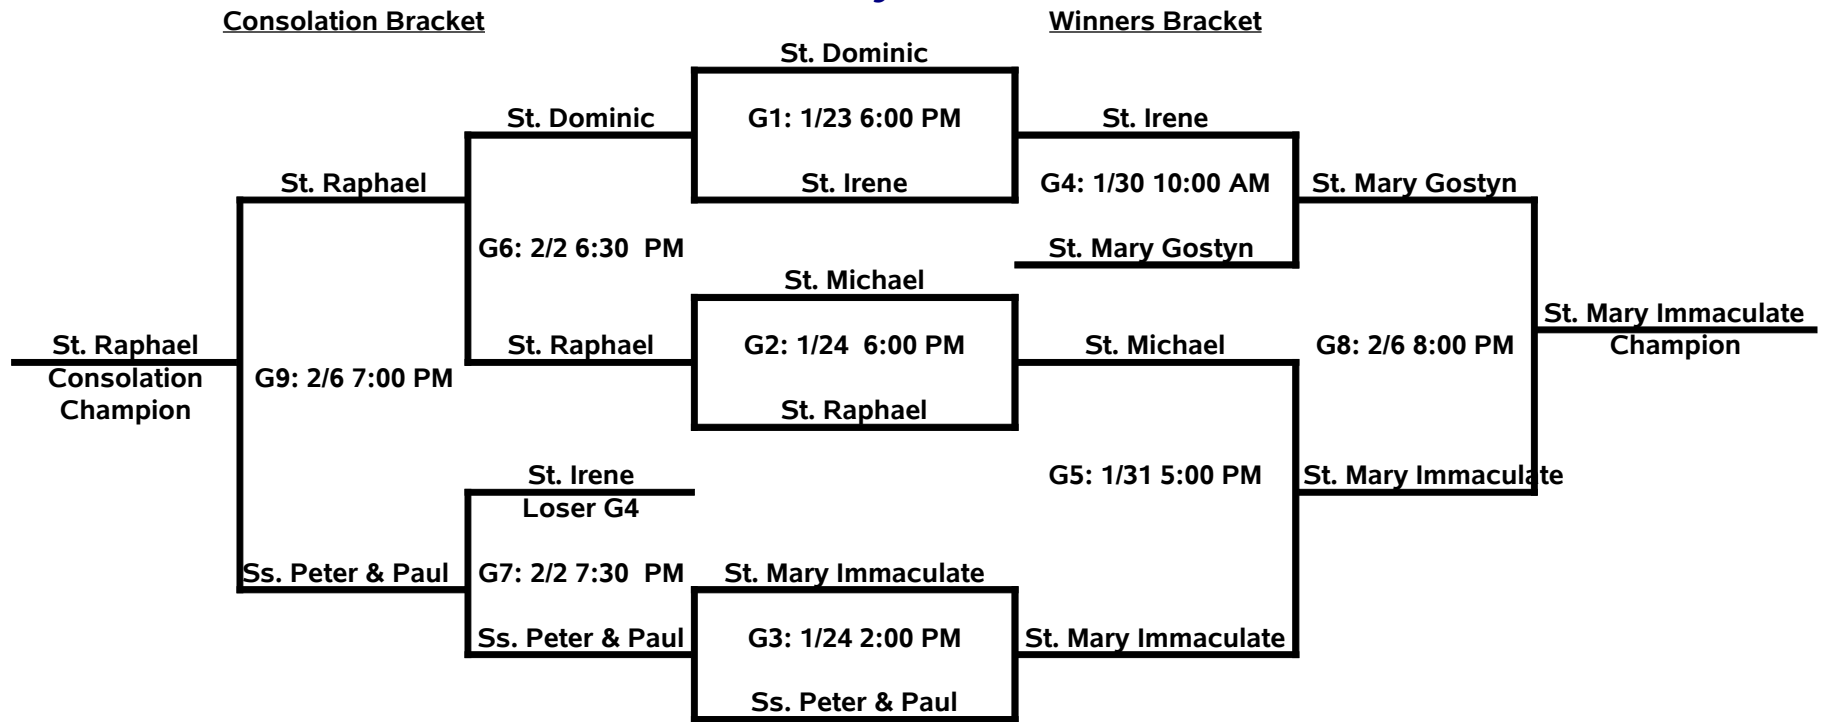 Consolation Bracket
Winners Bracket
St. Dominic
St. Dominic
G1: 1/23 6:00 PM
St. Irene
St. Raphael
St. Irene
G4: 1/30 10:00 AM
St. Mary Gostyn
G6: 2/2 6:30 PM
St. Mary Gostyn
St. Michael
St. Mary Immaculate
St. Raphael
St. Raphael
G2: 1/24 6:00 PM
St. Michael
G8: 2/6 8:00 PM
Champion
Consolation
G9: 2/6 7:00 PM
Champion
St. Raphael
St. Irene
G5: 1/31 5:00 PM
St. Mary Immaculate
Loser G4
Ss. Peter & Paul
G7: 2/2 7:30 PM
St. Mary Immaculate
Ss. Peter & Paul
G3: 1/24 2:00 PM
St. Mary Immaculate
Ss. Peter & Paul